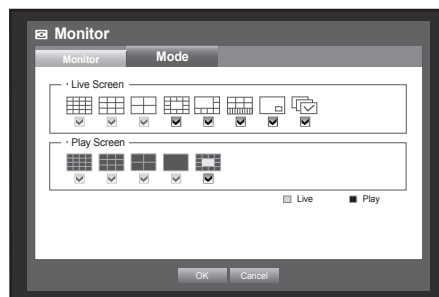 Monitor
Monitor Mode
· Live Screen
· Play Screen
Live Play
OK Cancel